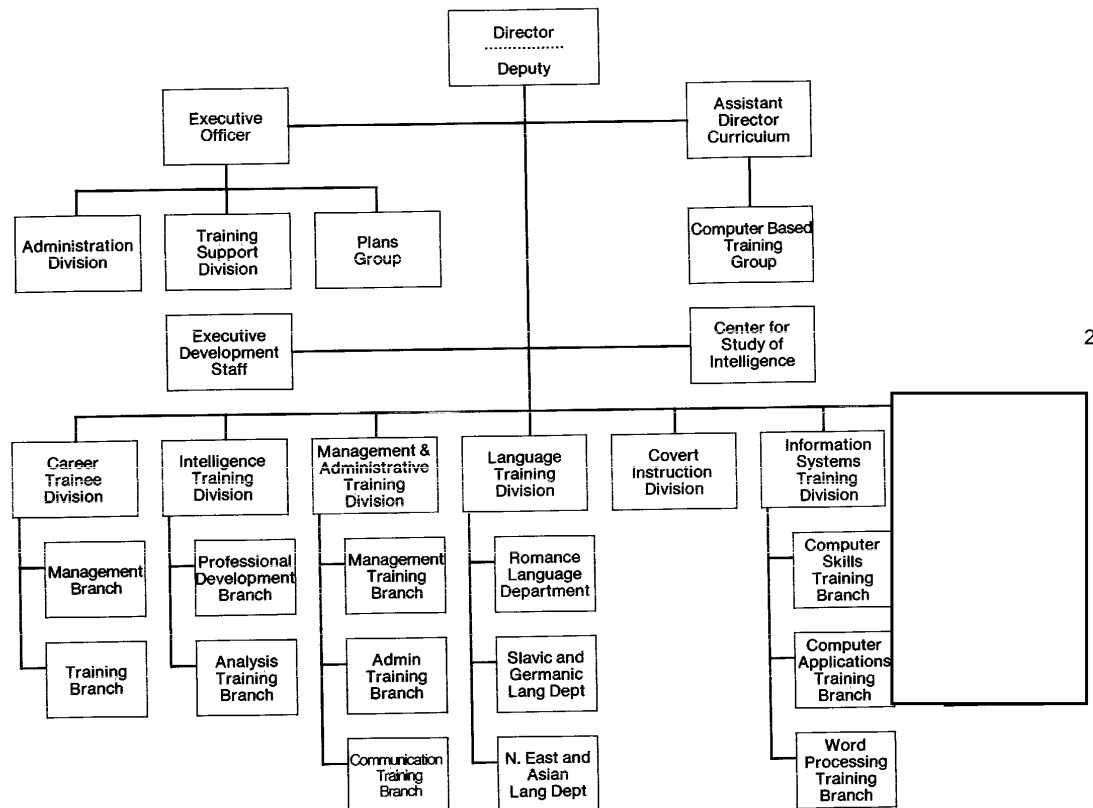 Director
Deputy
Executive
Officer
Assistant
Director
Curriculum
Administration
Division
Training
Support
Division
Plans
Group
Computer Based
Training
Group
Executive
Development
Staff
Center for
Study of
Intelligence
2
Career
Trainee
Division
Intelligence
Training
Division
Management &
Administrative
Training
Division
Language
Training
Division
Covert
Instruction
Division
Information
Systems
Training
Division
Management
Branch
Professional
Development
Branch
Management
Training
Branch
Romance
Language
Department
Computer
Skills
Training
Branch
Training
Branch
Analysis
Training
Branch
Admin
Training
Branch
Slavic and
Germanic
Lang Dept
Computer
Applications
Training
Branch
Communication
Training
Branch
N. East and
Asian
Lang Dept
Word
Processing
Training
Branch